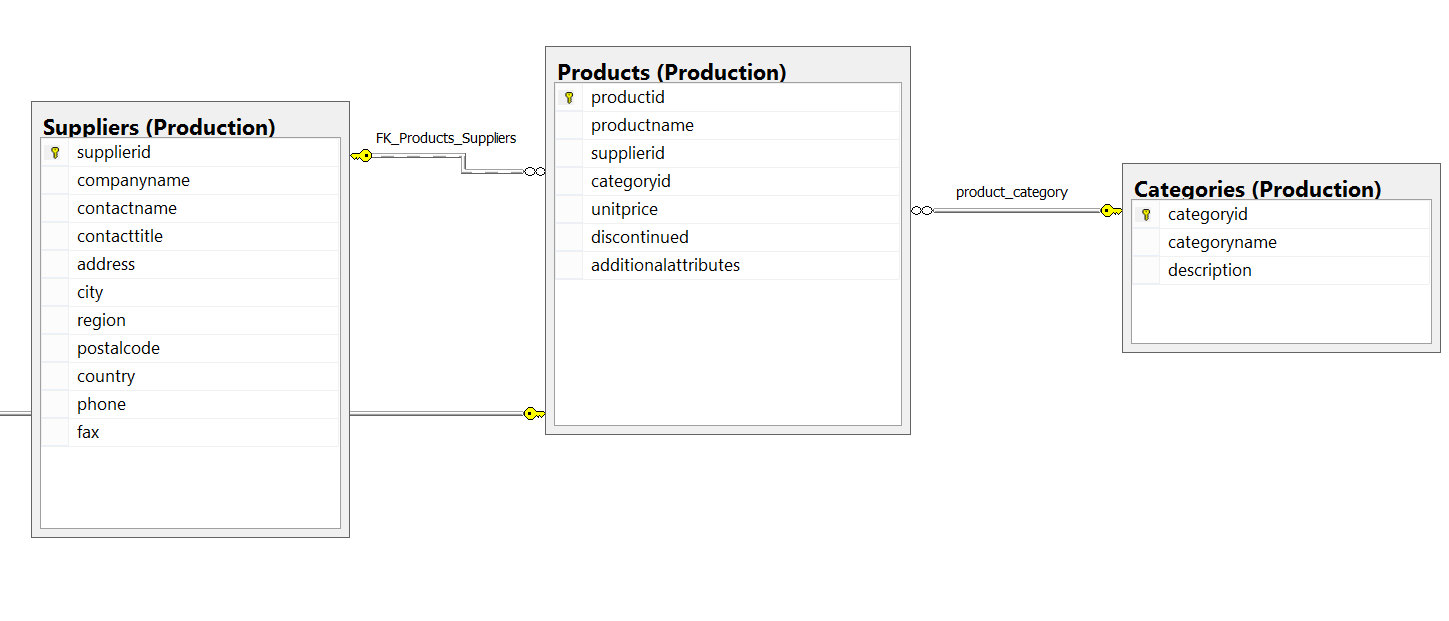 Suppliers (Production)
supplierid
companyname
contactname
contacttitle
address
city
region
postalcode
country
phone
fax
FK_Products_Suppliers
Products (Production)
productid
productname
supplierid
categoryid
unitprice
discontinued
additionalattributes
product_category
Categories (Production)
categoryid
categoryname
description